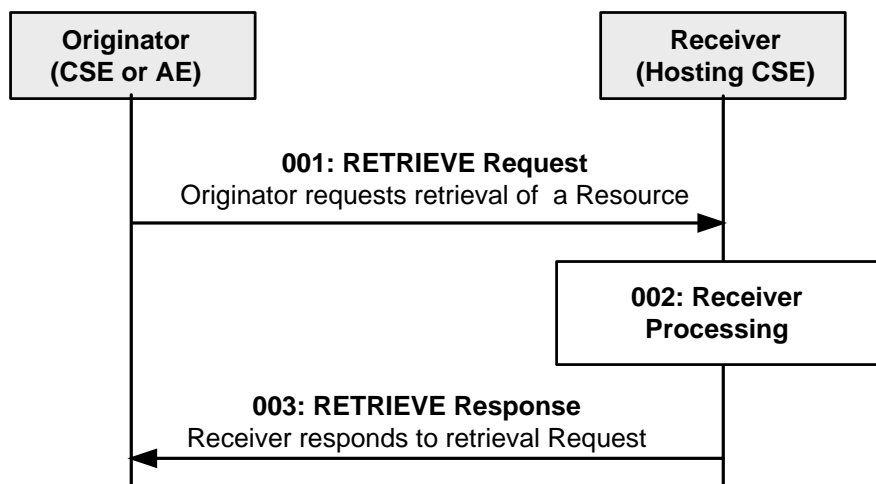 Originator
(CSE or AE)
Receiver
(Hosting CSE)
001: RETRIEVE Request
Originator requests retrieval of a Resource
002: Receiver
Processing
003: RETRIEVE Response
Receiver responds to retrieval Request